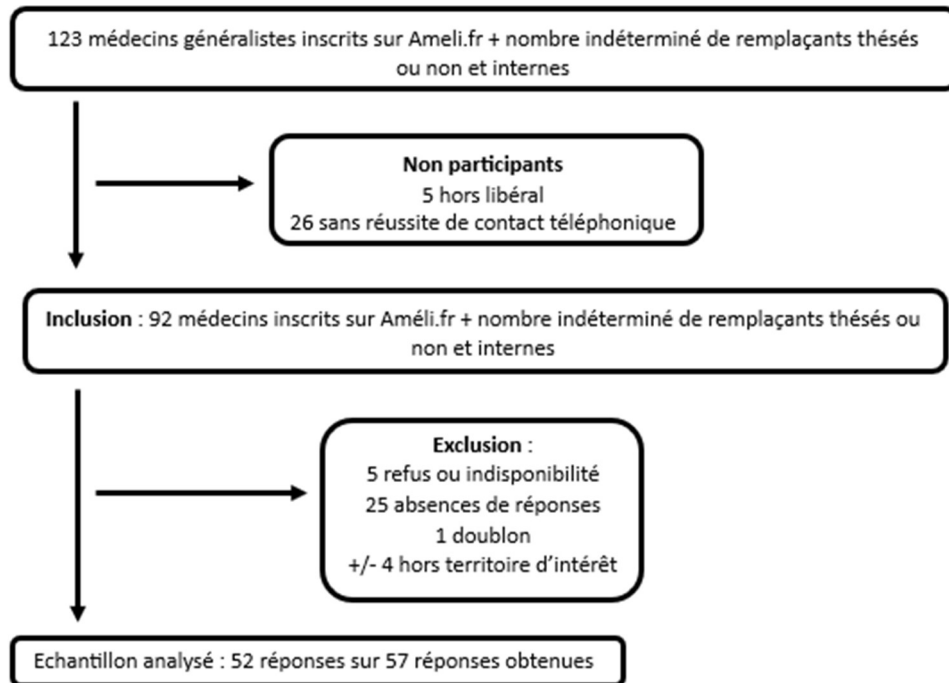 123 médecins généralistes inscrits sur Ameli.fr + nombre indéterminé de remplaçants thésés
ou non et internes
Non participants
5 hors libéral
26 sans réussite de contact téléphonique
Inclusion : 92 médecins inscrits sur Améli.fr + nombre indéterminé de remplaçants thésés ou
non et internes
Exclusion :
5 refus ou indisponibilité
25 absences de réponses
1 doublon
+/- 4 hors territoire d’intérêt
Echantillon analysé : 52 réponses sur 57 réponses obtenues